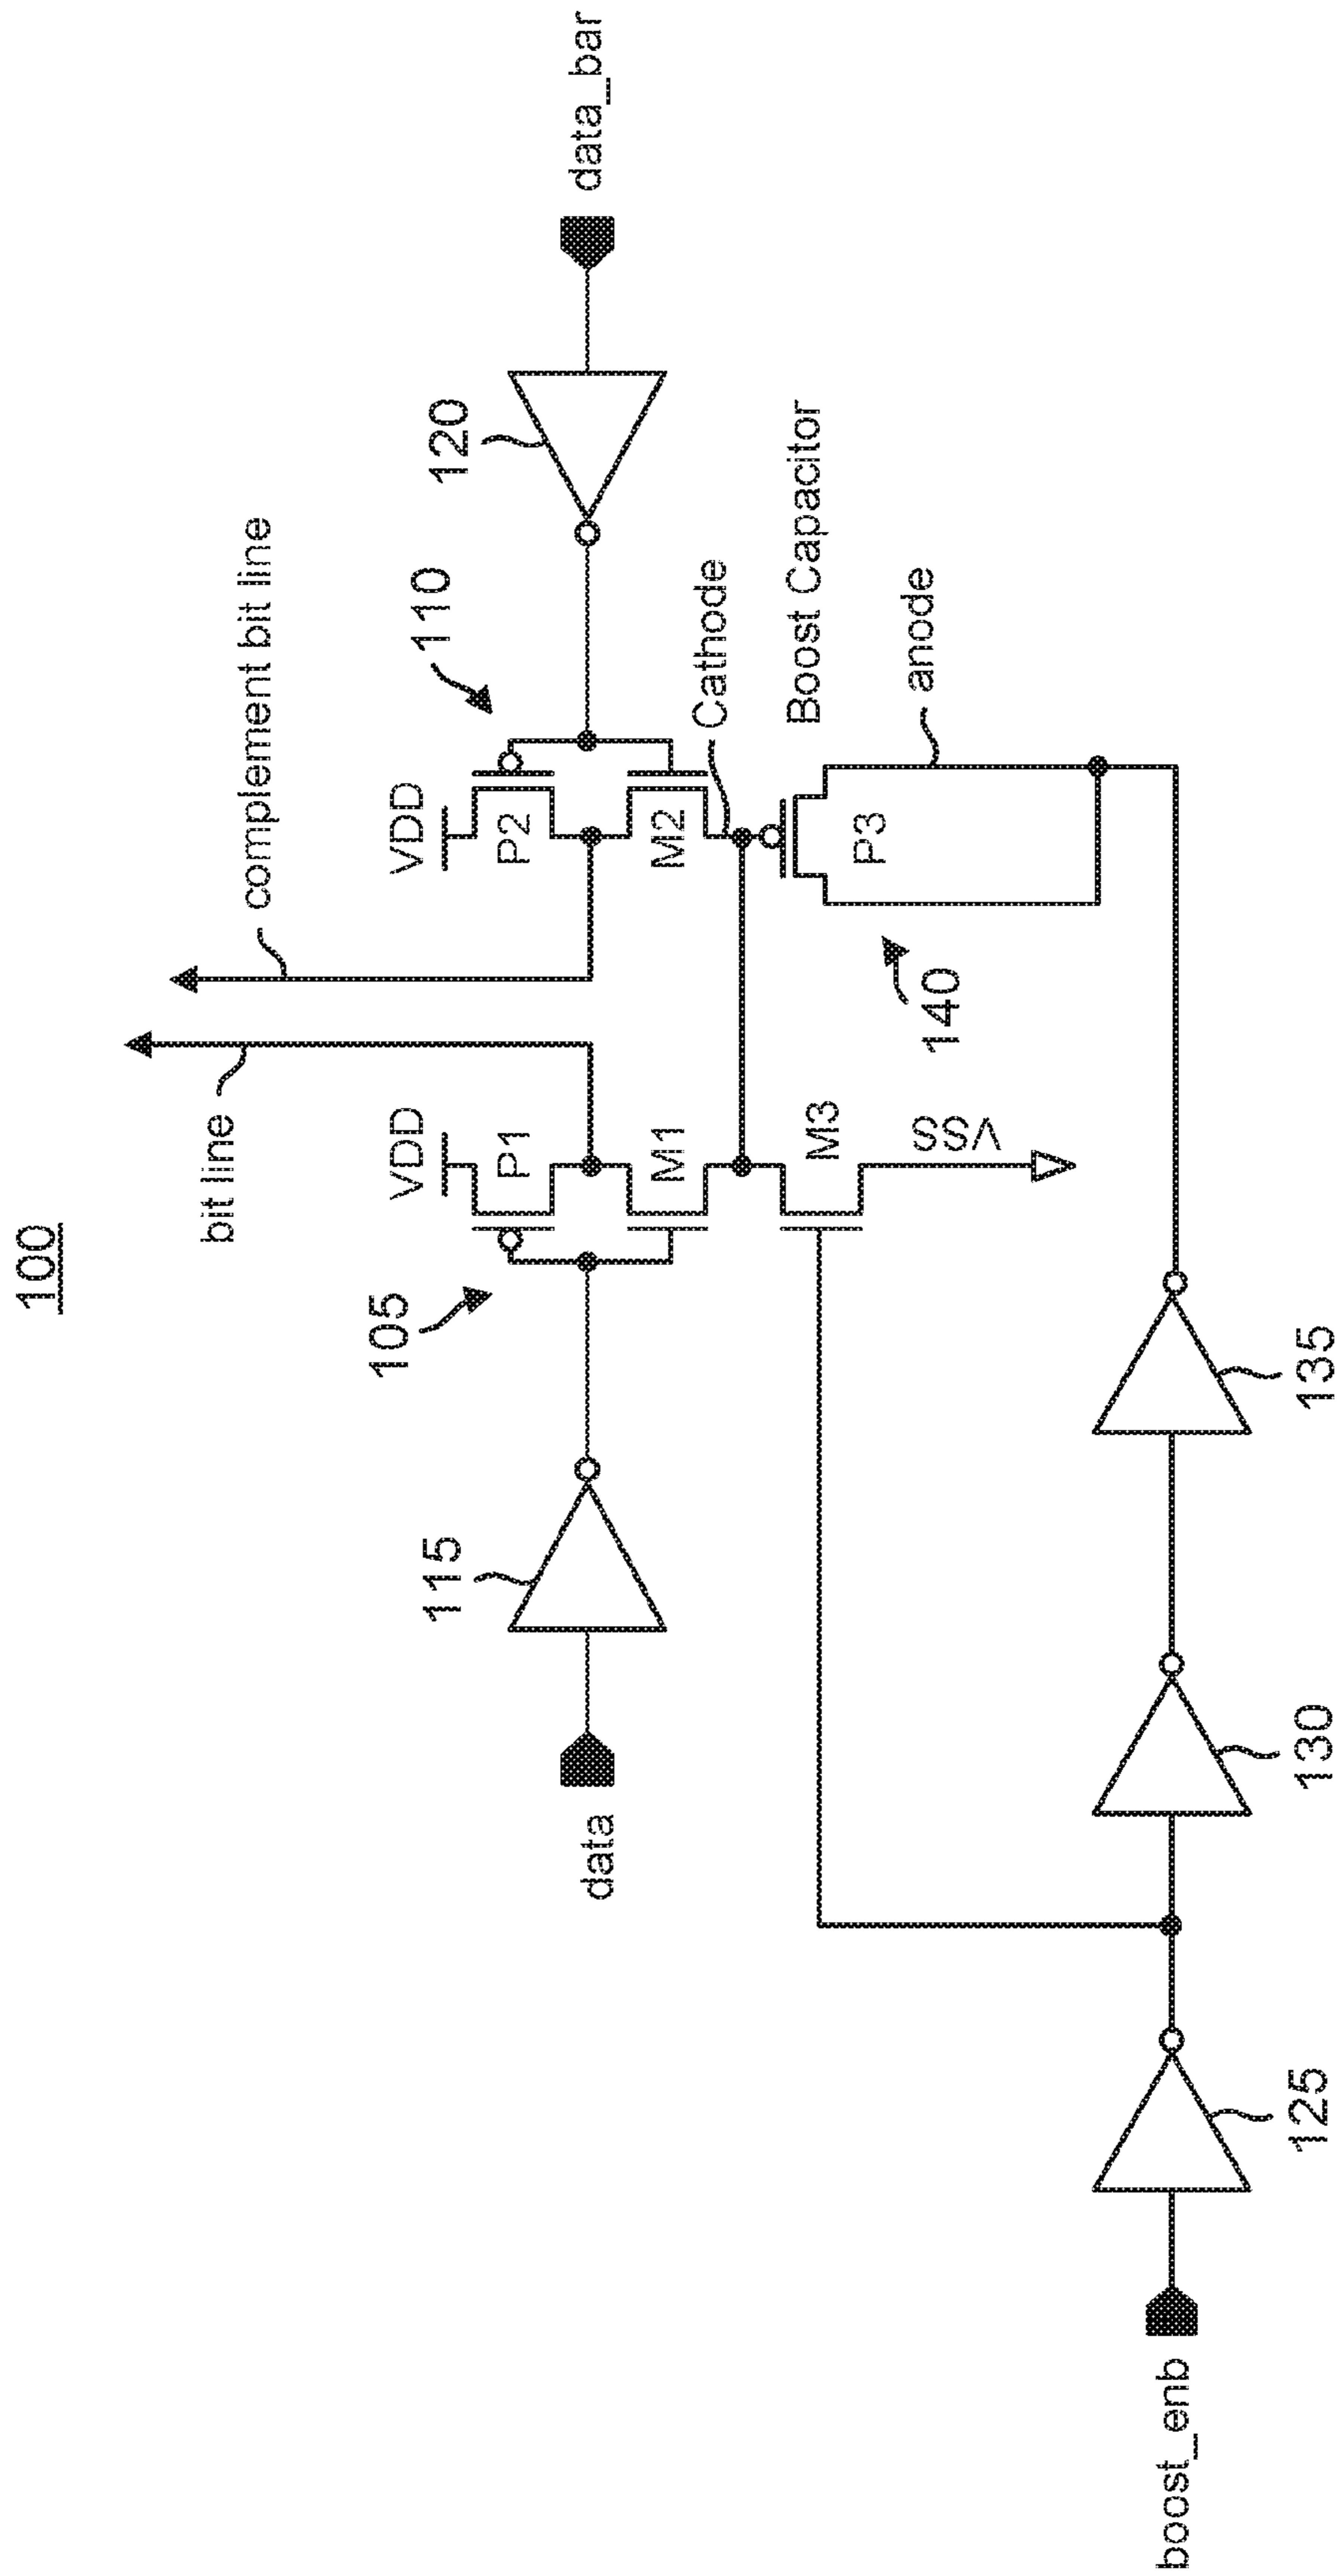 100
bit line
complement bit line
105
VDD
VDD
110
P1
P2
115
120
data
data_bar
M1
M2
Cathode
M3
Boost Capacitor
P3
VSS
140
anode
boost_enb
125
130
135